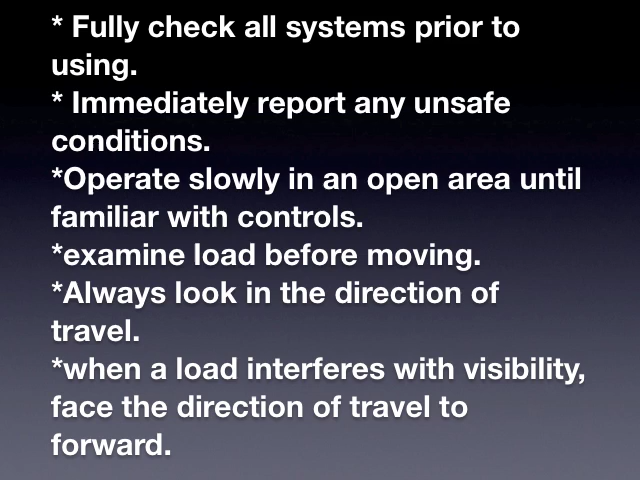 * Fully check all systems prior to
using.
* Immediately report any unsafe
conditions.
*Operate slowly in an open area until
familiar with controls.
*examine load before moving.
*Always look in the direction of
travel.
*when a load interferes with visibility,
face the direction of travel to
forward.